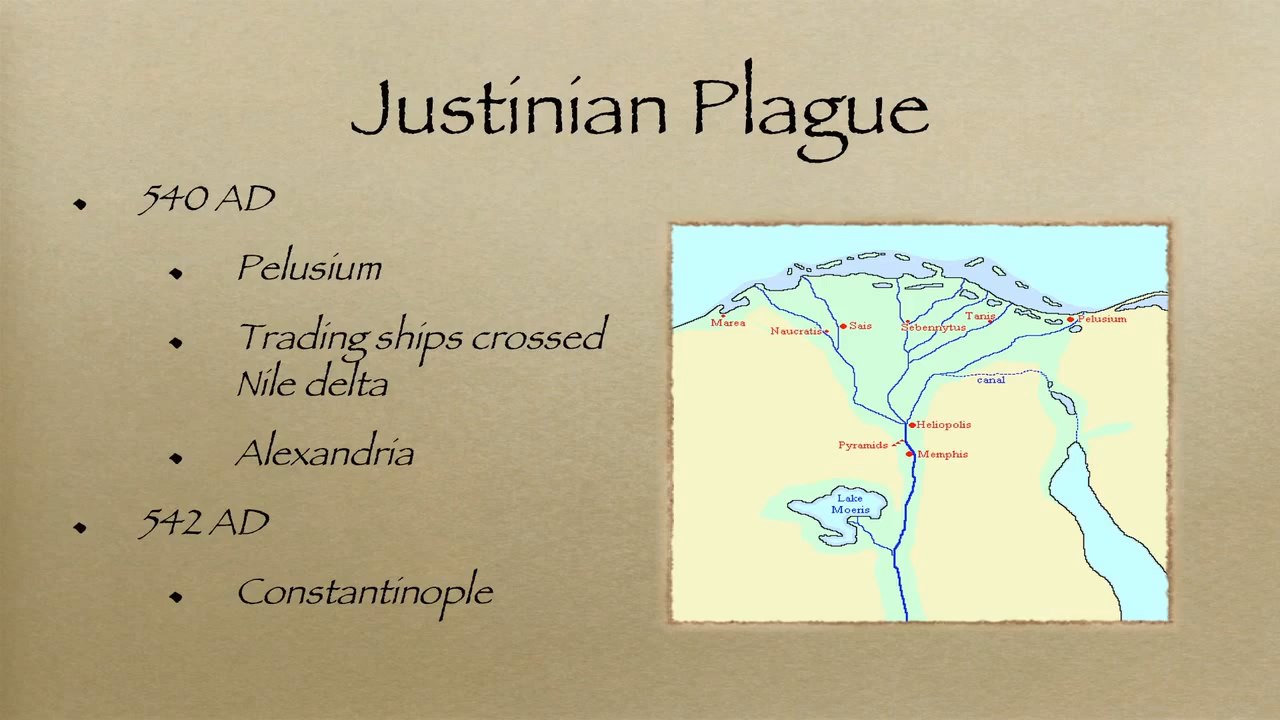 Justinian Plague
540 AD
Pelusium
Trading ships crossed
Nile delta
Alexandria
542 AD
Constantinople
Marea
Naucratis
Sais
Sebennytus
Tanis
Pelusium
canal
Heliopolis
Pyramids
Memphis
Lake
Moeris